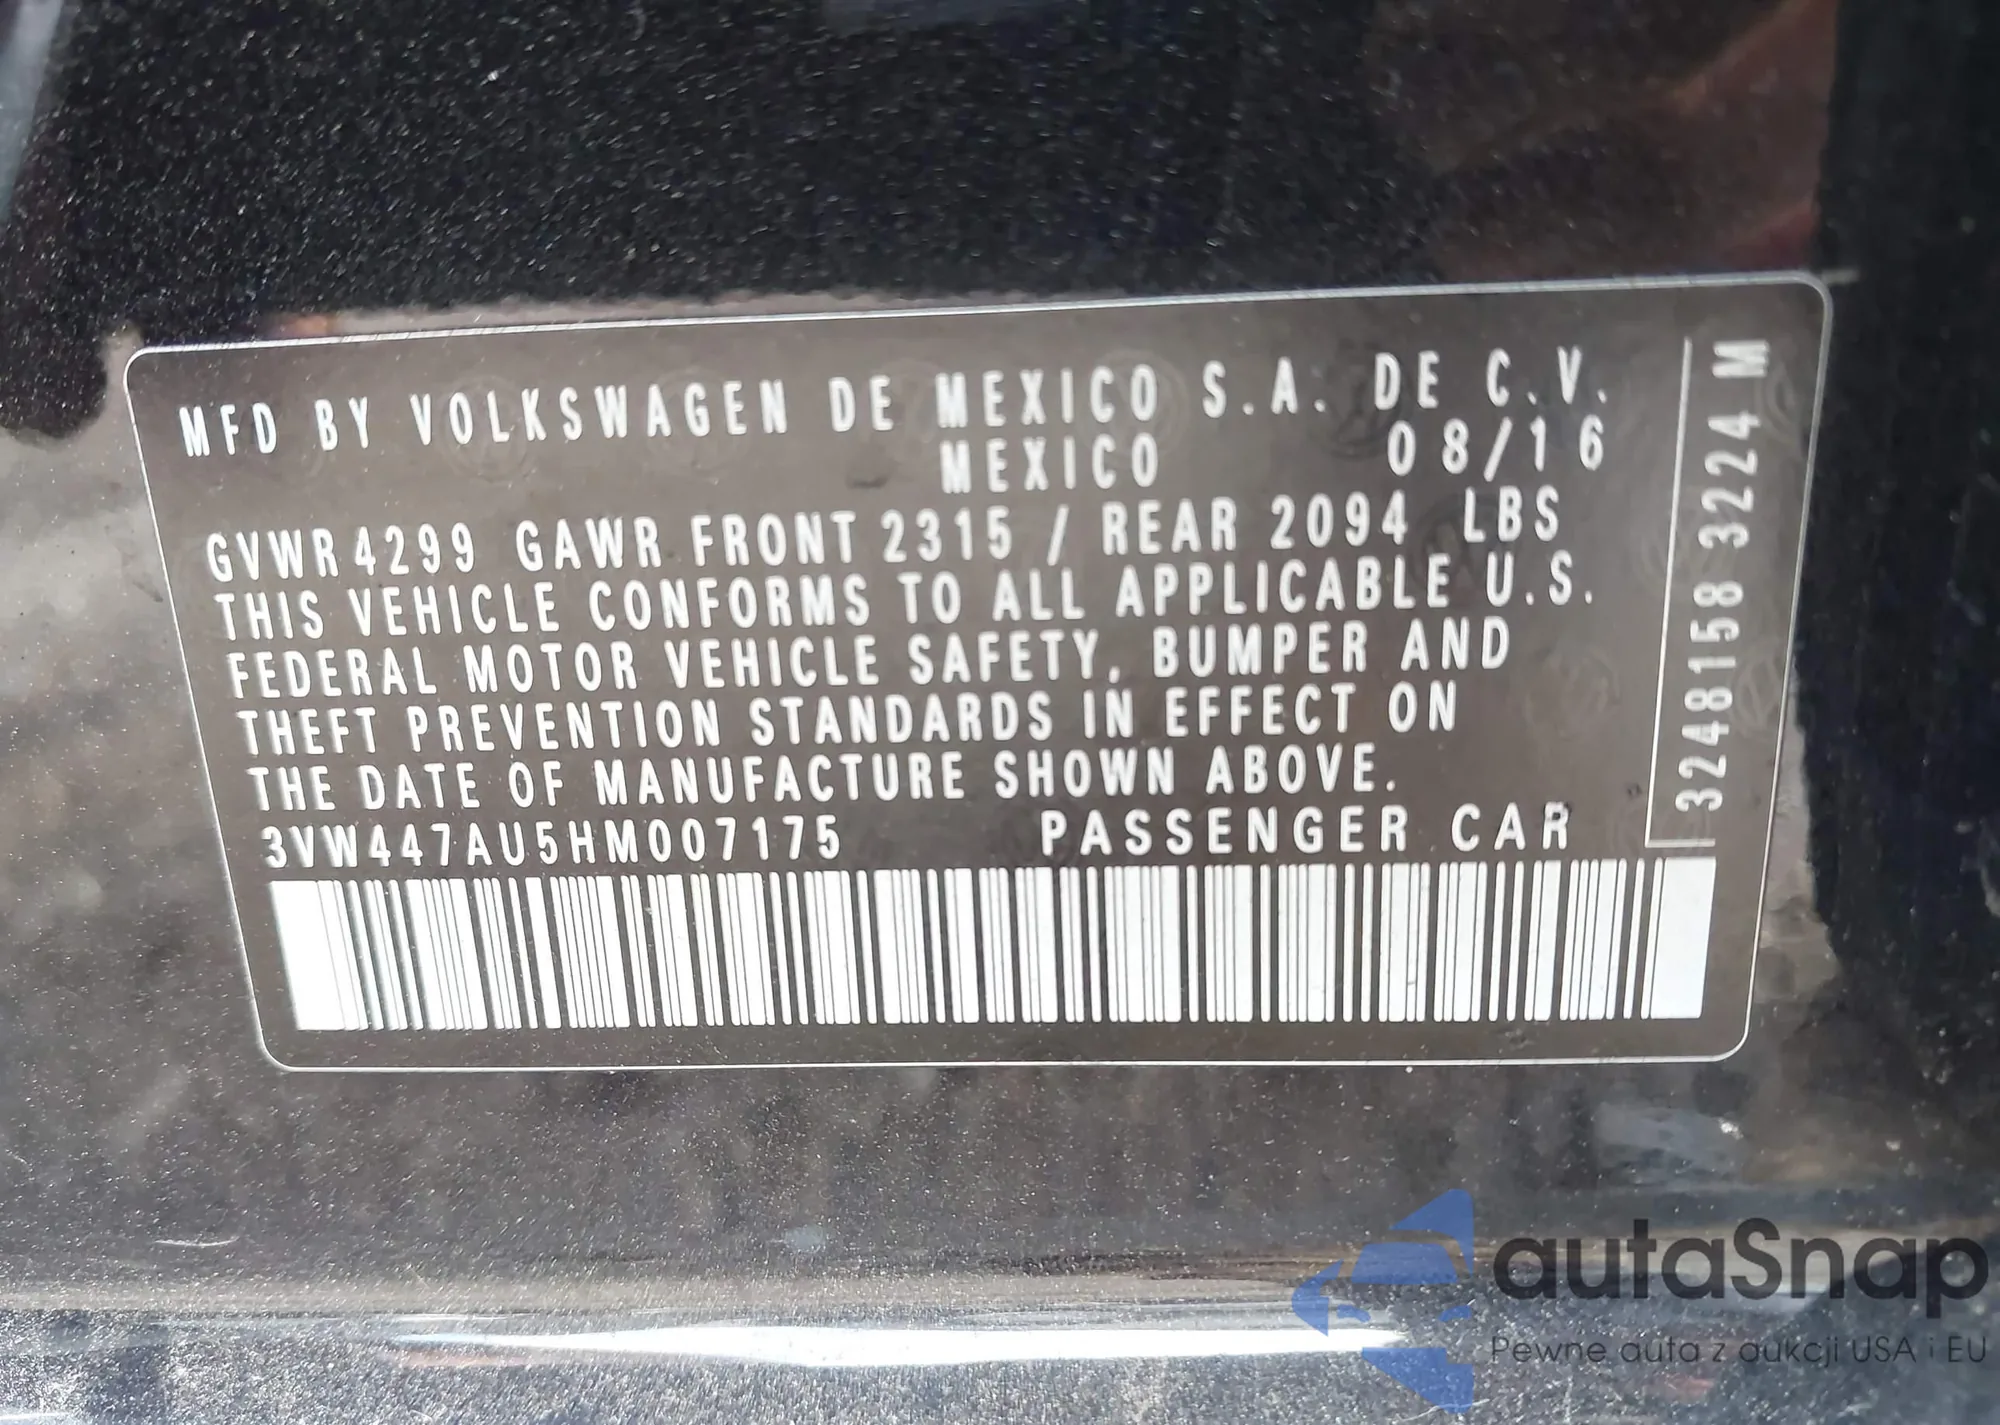 MFD BY VOLKSWAGEN DE MEXICO S.A. DE C.V.
MEXICO 08/16
GVWR 4299 GAWR FRONT 2315 / REAR 2094 LBS
THIS VEHICLE CONFORMS TO ALL APPLICABLE U.S.
FEDERAL MOTOR VEHICLE SAFETY, BUMPER AND
THEFT PREVENTION STANDARDS IN EFFECT ON
THE DATE OF MANUFACTURE SHOWN ABOVE.
3VW447AU5HM007175 PASSENGER CAR
3248158 3224 M
autaSnap
Pewne auta z aukcji USA i EU